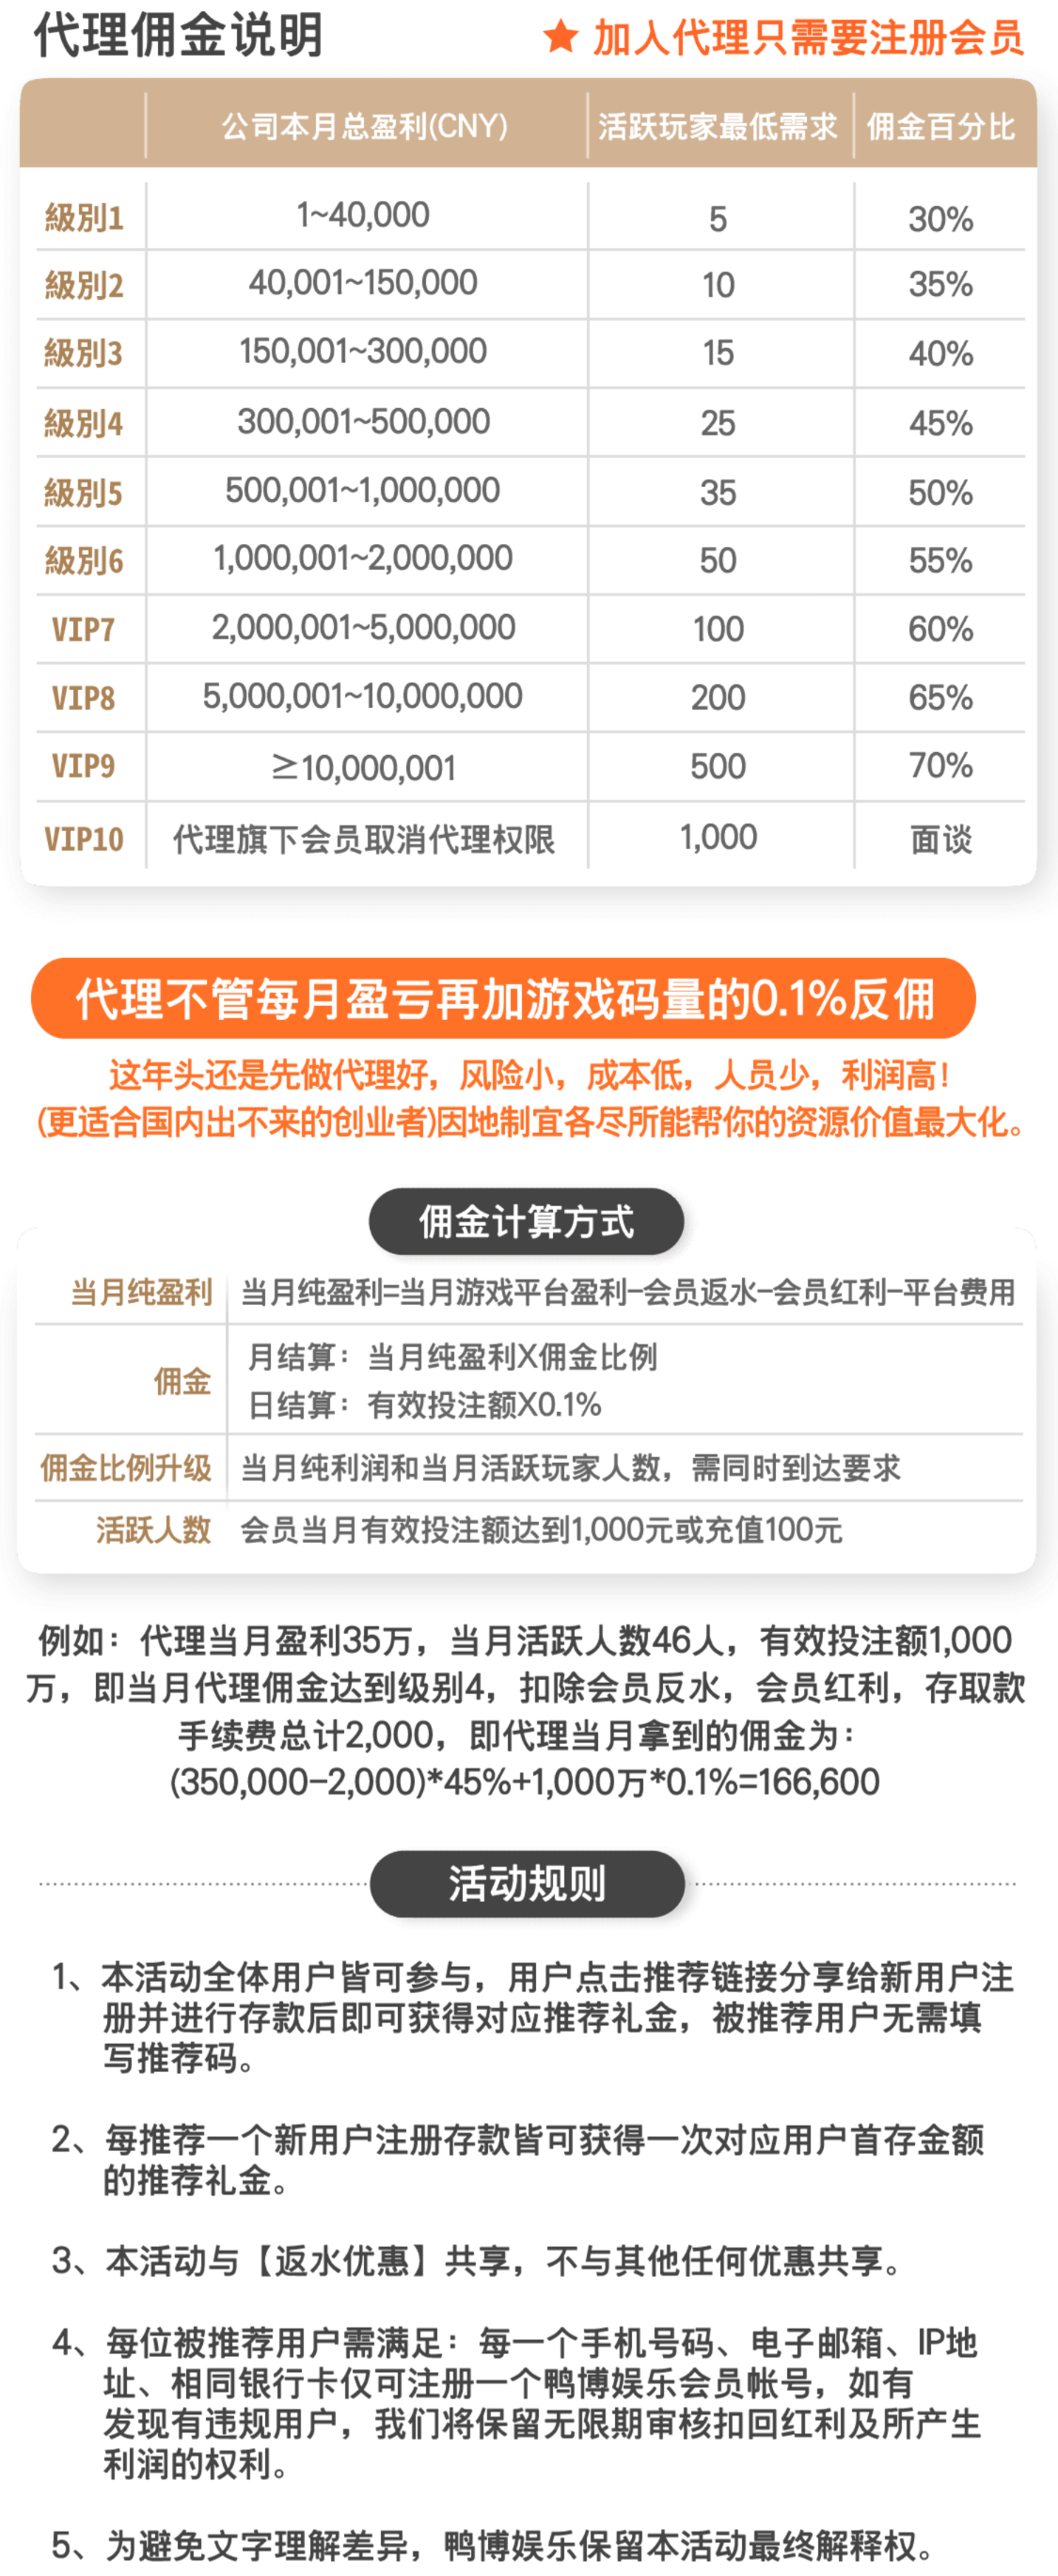 代理佣金说明
★ 加入代理只需要注册会员
公司本月总盈利(CNY) 活跃玩家最低需求 佣金百分比
級別1 1~40,000 5 30%
級別2 40,001~150,000 10 35%
級別3 150,001~300,000 15 40%
級別4 300,001~500,000 25 45%
級別5 500,001~1,000,000 35 50%
級別6 1,000,001~2,000,000 50 55%
VIP7 2,000,001~5,000,000 100 60%
VIP8 5,000,001~10,000,000 200 65%
VIP9 ≥10,000,001 500 70%
VIP10 代理旗下会员取消代理权限 1,000 面谈
代理不管每月盈亏再加游戏码量的0.1%反佣
这年头还是先做代理好，风险小，成本低，人员少，利润高！
(更适合国内出不来的创业者)因地制宜各尽所能帮你的资源价值最大化。
佣金计算方式
当月纯盈利 当月纯盈利=当月游戏平台盈利-会员返水-会员红利-平台费用
佣金
月结算：当月纯盈利X佣金比例
日结算：有效投注额X0.1%
佣金比例升级 当月纯利润和当月活跃玩家人数，需同时到达要求
活跃人数 会员当月有效投注额达到1,000元或充值100元
例如：代理当月盈利35万，当月活跃人数46人，有效投注额1,000
万，即当月代理佣金达到级别4，扣除会员反水，会员红利，存取款
手续费总计2,000，即代理当月拿到的佣金为：
(350,000-2,000)*45%+1,000万*0.1%=166,600
活动规则
1、本活动全体用户皆可参与，用户点击推荐链接分享给新用户注
册并进行存款后即可获得对应推荐礼金，被推荐用户无需填
写推荐码。
2、每推荐一个新用户注册存款皆可获得一次对应用户首存金额
的推荐礼金。
3、本活动与【返水优惠】共享，不与其他任何优惠共享。
4、每位被推荐用户需满足：每一个手机号码、电子邮箱、IP地
址、相同银行卡仅可注册一个鸭博娱乐会员帐号，如有
发现有违规用户，我们将保留无限期审核扣回红利及所产生
利润的权利。
5、为避免文字理解差异，鸭博娱乐保留本活动最终解释权。